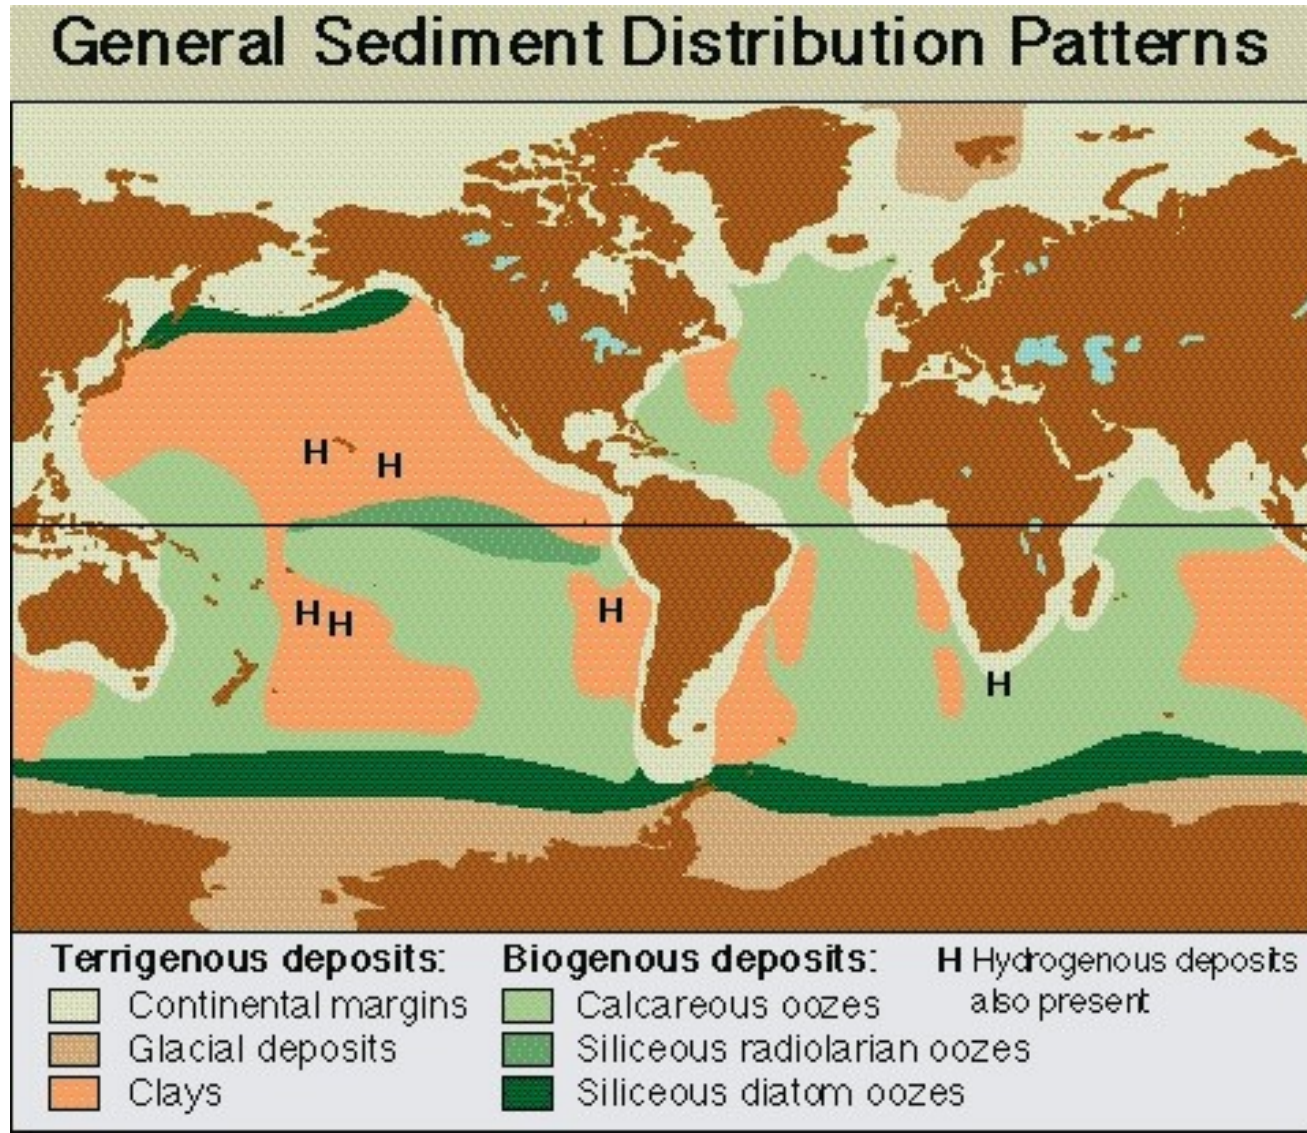 General Sediment Distribution Patterns
H
H
H
H
H
H
Terrigenous deposits:
Continental margins
Glacial deposits
Clays
Biogenous deposits:
Calcareous oozes
Siliceous radiolarian oozes
Siliceous diatom oozes
H Hydrogenous deposits
also present